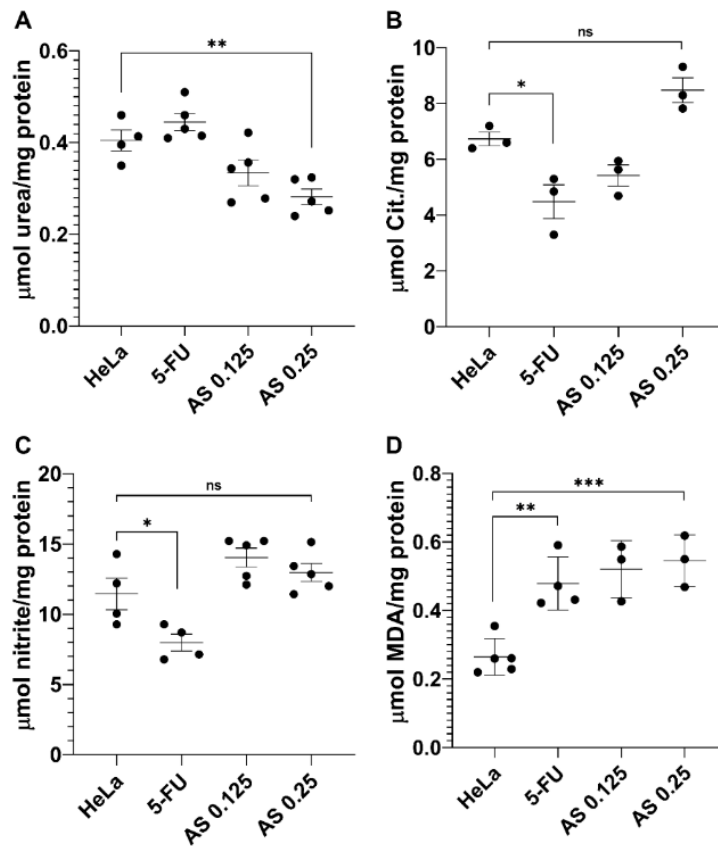 A
μmol urea/mg protein
0.6
0.4
0.2
0.0
**
HeLa
5-FU
AS 0.125
AS 0.25
B
μmol Cit./mg protein
10
8
6
4
2
0
ns
*
HeLa
5-FU
AS 0.125
AS 0.25
C
μmol nitrite/mg protein
20
15
10
5
0
ns
*
HeLa
5-FU
AS 0.125
AS 0.25
D
μmol MDA/mg protein
0.8
0.6
0.4
0.2
0.0
***
**
HeLa
5-FU
AS 0.125
AS 0.25